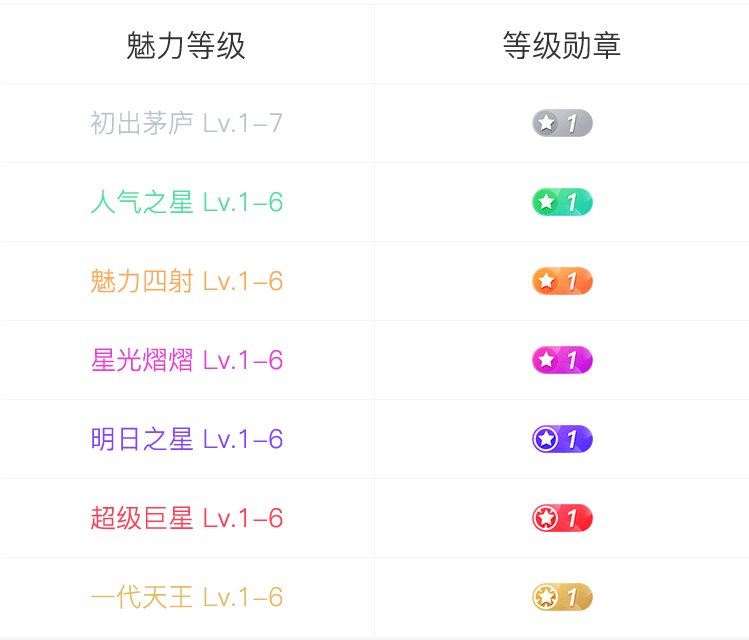 魅力等级 等级勋章
初出茅庐 Lv.1-7 1
人气之星 Lv.1-6 1
魅力四射 Lv.1-6 1
星光熠熠 Lv.1-6 1
明日之星 Lv.1-6 1
超级巨星 Lv.1-6 1
一代天王 Lv.1-6 1